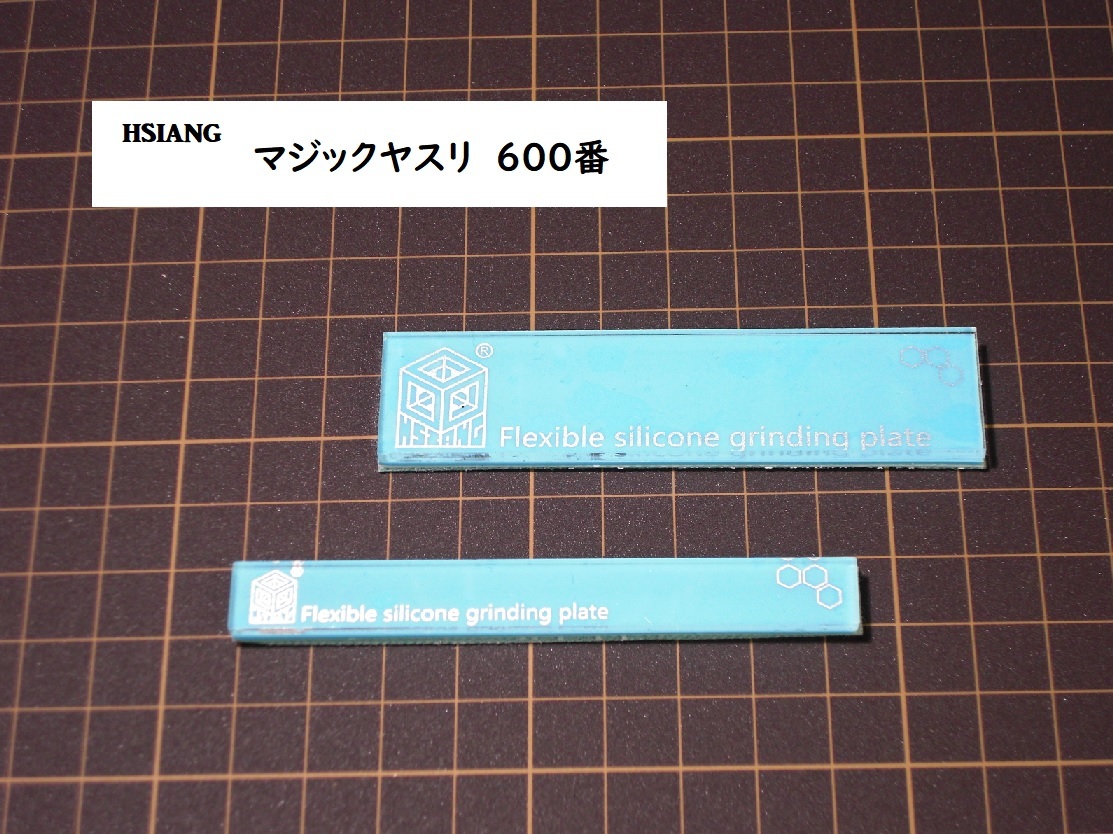 HSIANG
マジックヤスリ 600番
®
HSIANG
Flexible silicone grinding plate
Flexible silicone grinding plate